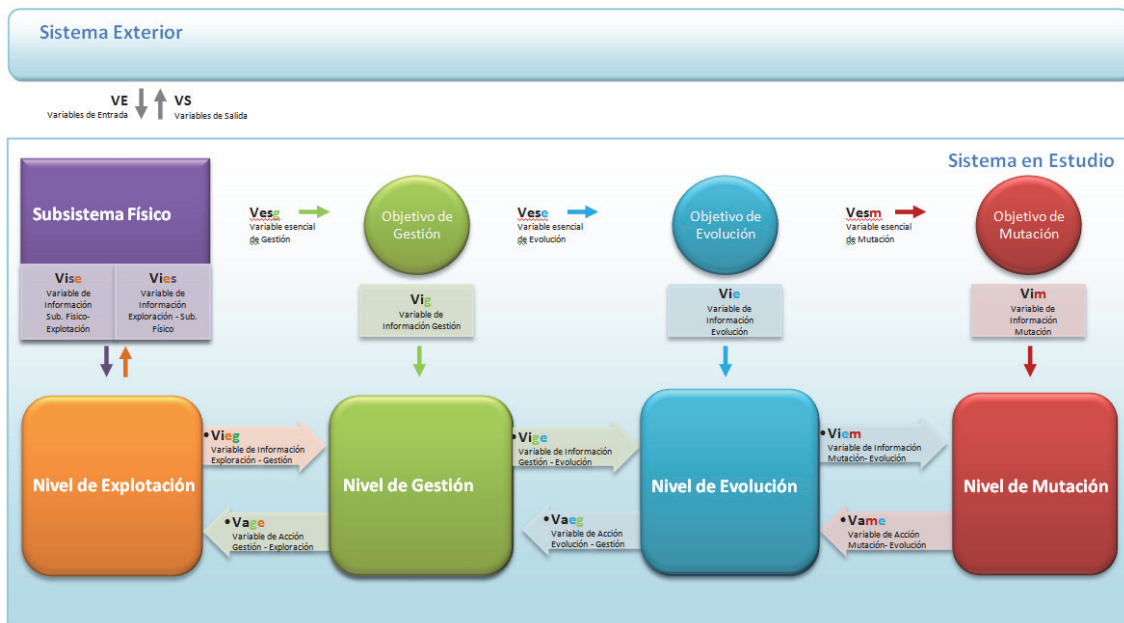 Sistema Exterior
VE
Variables de Entrada
VS
Variables de Salida
Sistema en Estudio
Subsistema Físico
Vise
Variable de
Información
Sub. Físico-
Explotación
Vies
Variable de
Información
Exploración - Sub.
Físico
Vesg
Variable esencial
de Gestión
Objetivo de
Gestión
Vese
Variable esencial
de Evolución
Objetivo de
Evolución
Vesm
Variable esencial
de Mutación
Objetivo de
Mutación
Vig
Variable de
Información Gestión
Vie
Variable de
Información
Evolución
Vim
Variable de
Información
Mutación
Nivel de Explotación
•Vieg
Variable de Información
Exploración - Gestión
•Vage
Variable de Acción
Gestión - Exploración
Nivel de Gestión
•Vige
Variable de Información
Gestión - Evolución
•Vaeg
Variable de Acción
Evolución - Gestión
Nivel de Evolución
•Viem
Variable de Información
Mutación- Evolución
•Vame
Variable de Acción
Mutación- Evolución
Nivel de Mutación